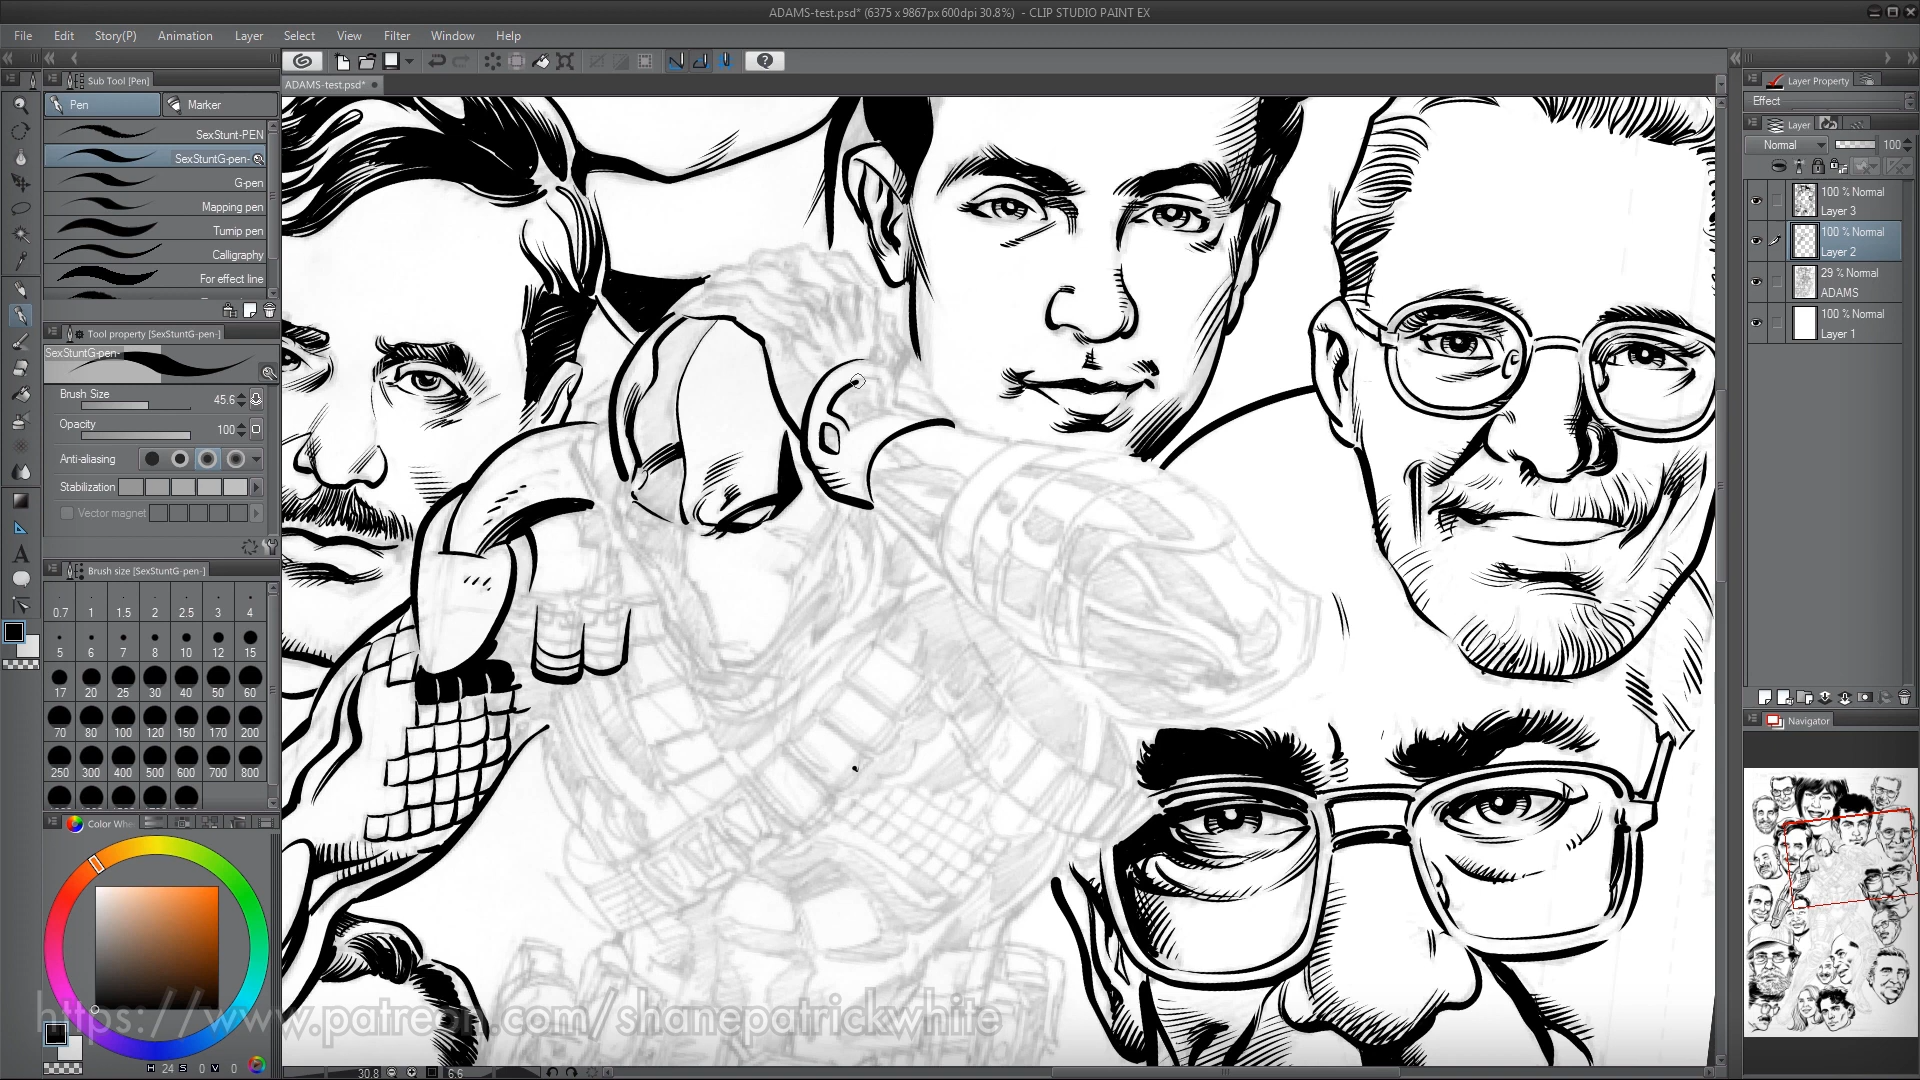 ADAMS-test.psd* (6375 x 9867px 600dpi 30.8%)  - CLIP STUDIO PAINT EX
File Edit Story(P) Animation Layer Select View Filter Window Help
Sub Tool [Pen]
Pen Marker
SexStunt-PEN
SexStuntG-pen-
G-pen
Mapping pen
Turnip pen
Calligraphy
For effect line
Tool property [SexStuntG-pen-]
SexStuntG-pen-
Brush Size 45.6
Opacity 100
Anti-aliasing
Stabilization
Vector magnet
Brush size [SexStuntG-pen-]
0.7 1 1.5 2 2.5 3 4
5 6 7 8 10 12 15
17 20 25 30 40 50 60
70 80 100 120 150 170 200
250 300 400 500 600 700 800
Color Whe
H 24 S 0 V 0
ADAMS-test.psd*
https://www.patreon.com/shanepatrickwhite
30.8 6.6
Layer Property
Effect
Layer
Normal 100
100 % Normal
Layer 3
100 % Normal
Layer 2
29 % Normal
ADAMS
100 % Normal
Layer 1
Navigator